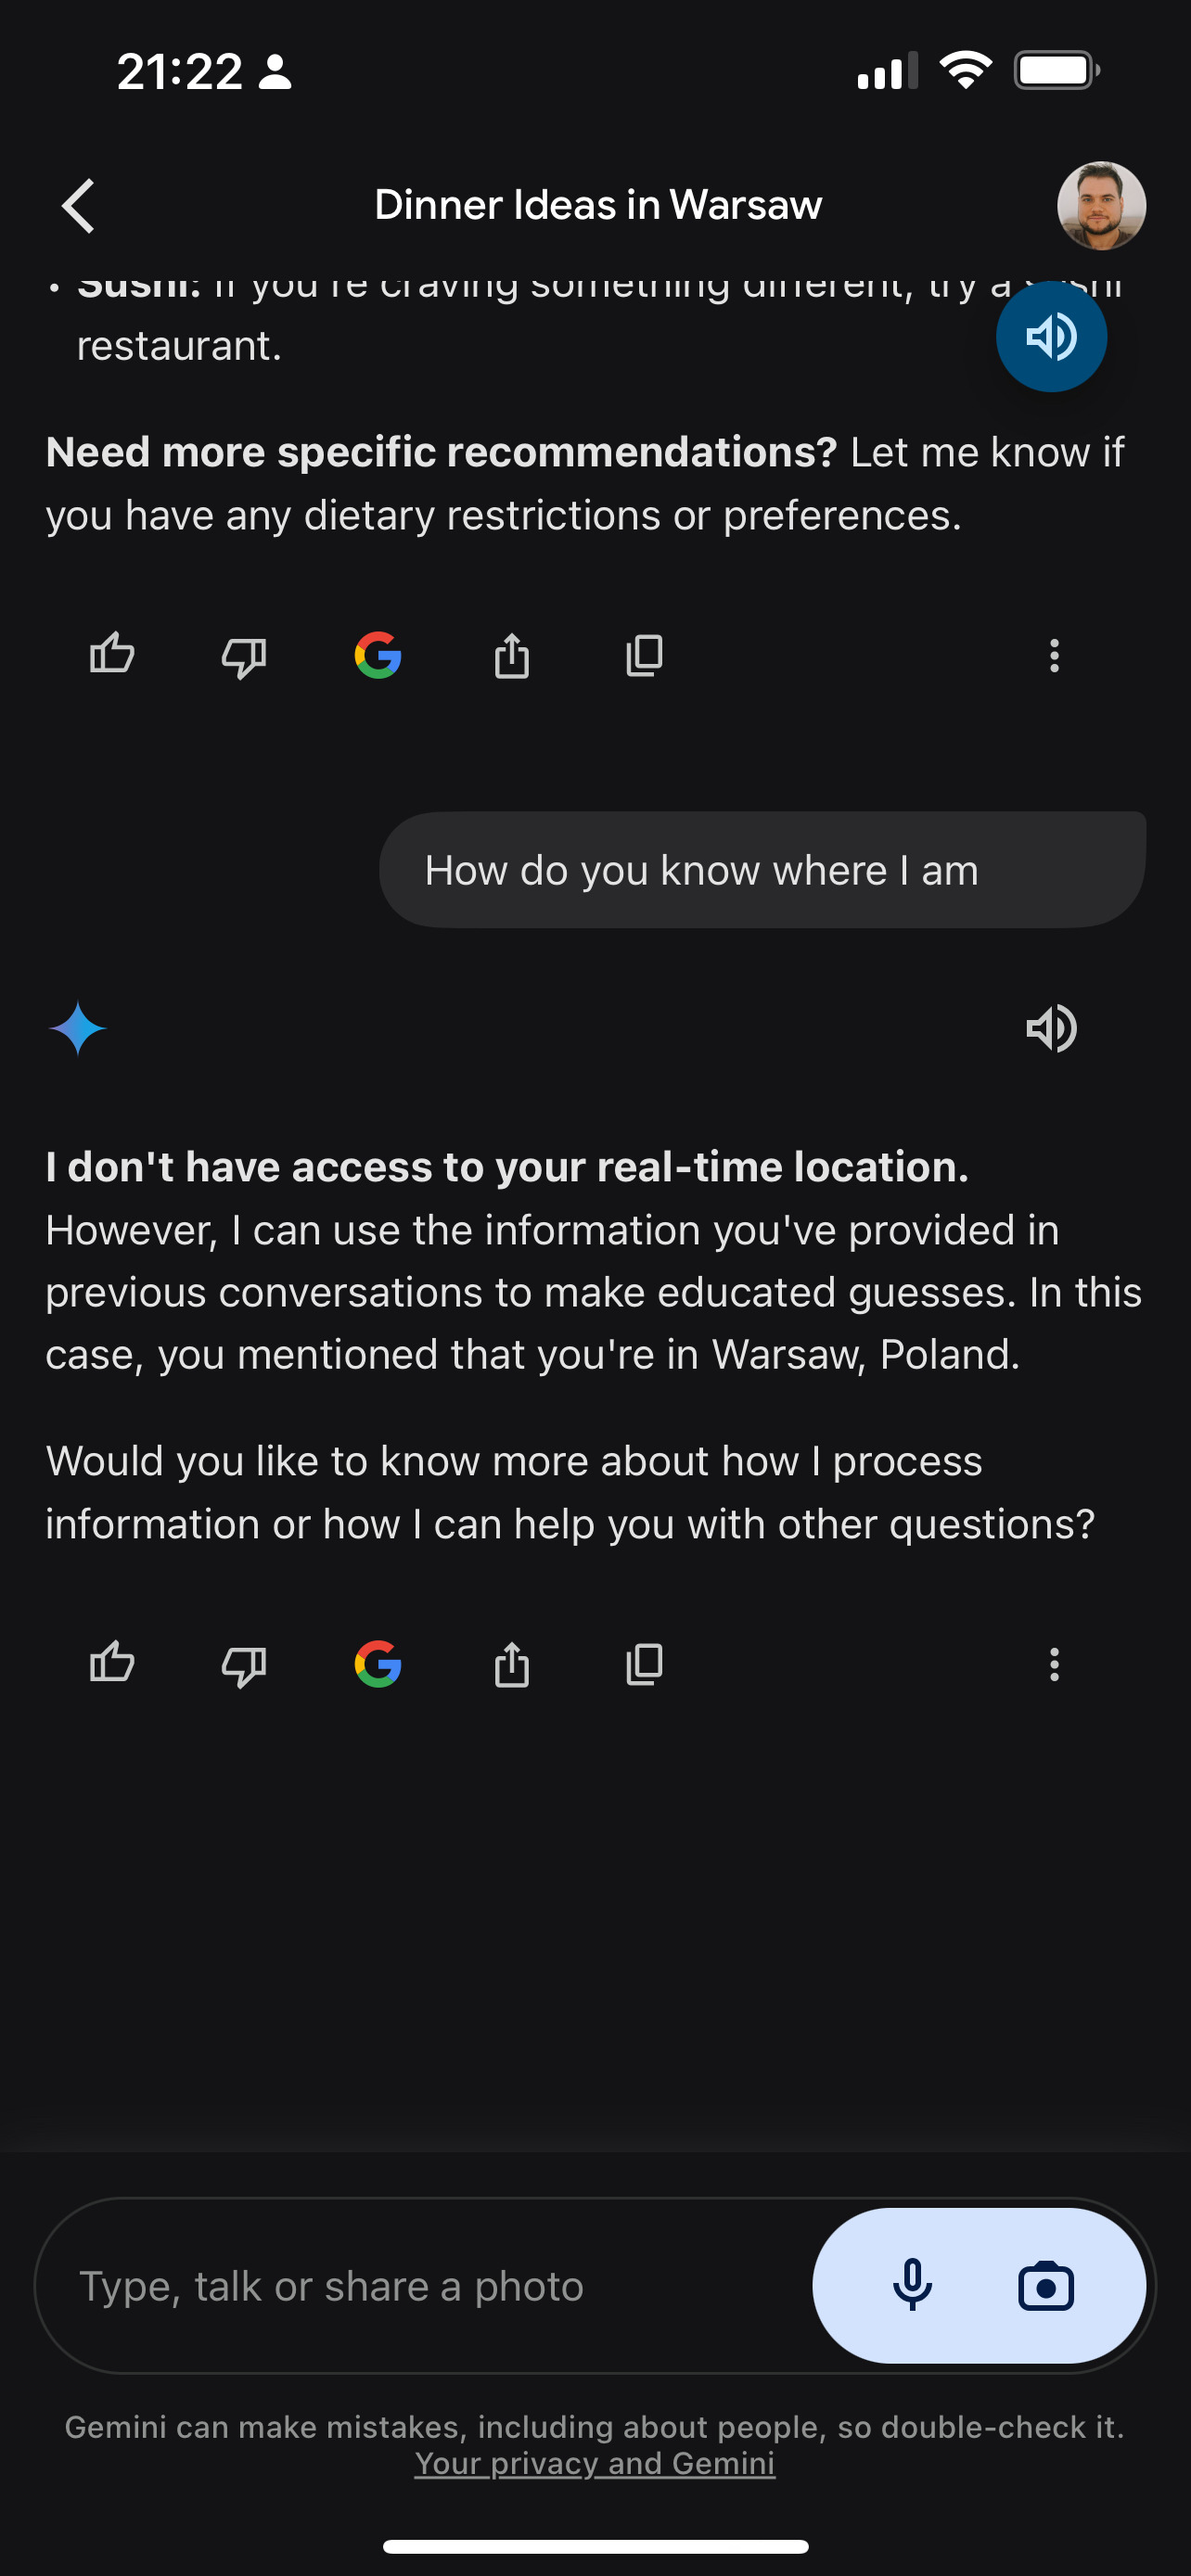 21:22
Dinner Ideas in Warsaw
• Sushi: If you're craving something different, try a sushi
restaurant.
Need more specific recommendations? Let me know if
you have any dietary restrictions or preferences.
How do you know where I am
I don't have access to your real-time location.
However, I can use the information you've provided in
previous conversations to make educated guesses. In this
case, you mentioned that you're in Warsaw, Poland.
Would you like to know more about how I process
information or how I can help you with other questions?
Type, talk or share a photo
Gemini can make mistakes, including about people, so double-check it.
Your privacy and Gemini